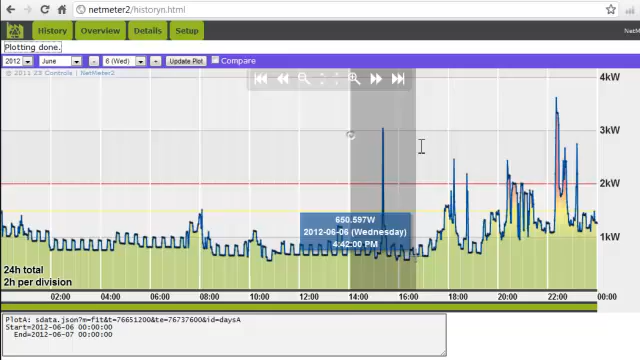 netmeter2/historyn.html
History Overview Details Setup
NetM
Plotting done.
2012 June - 6 (Wed) + Update Plot Compare
© 2011 Z3 Controls | NetMeter2
4kW
3kW
2kW
1kW
650.597W
2012-06-06 (Wednesday)
4:42:00 PM
24h total
2h per division
02:00 04:00 06:00 08:00 10:00 12:00 14:00 16:00 18:00 20:00 22:00 00:00
PlotA: sdata.json?m=fit&t=76651200&te=76737600&id=daysA
Start=2012-06-06 00:00:00
End=2012-06-07 00:00:00